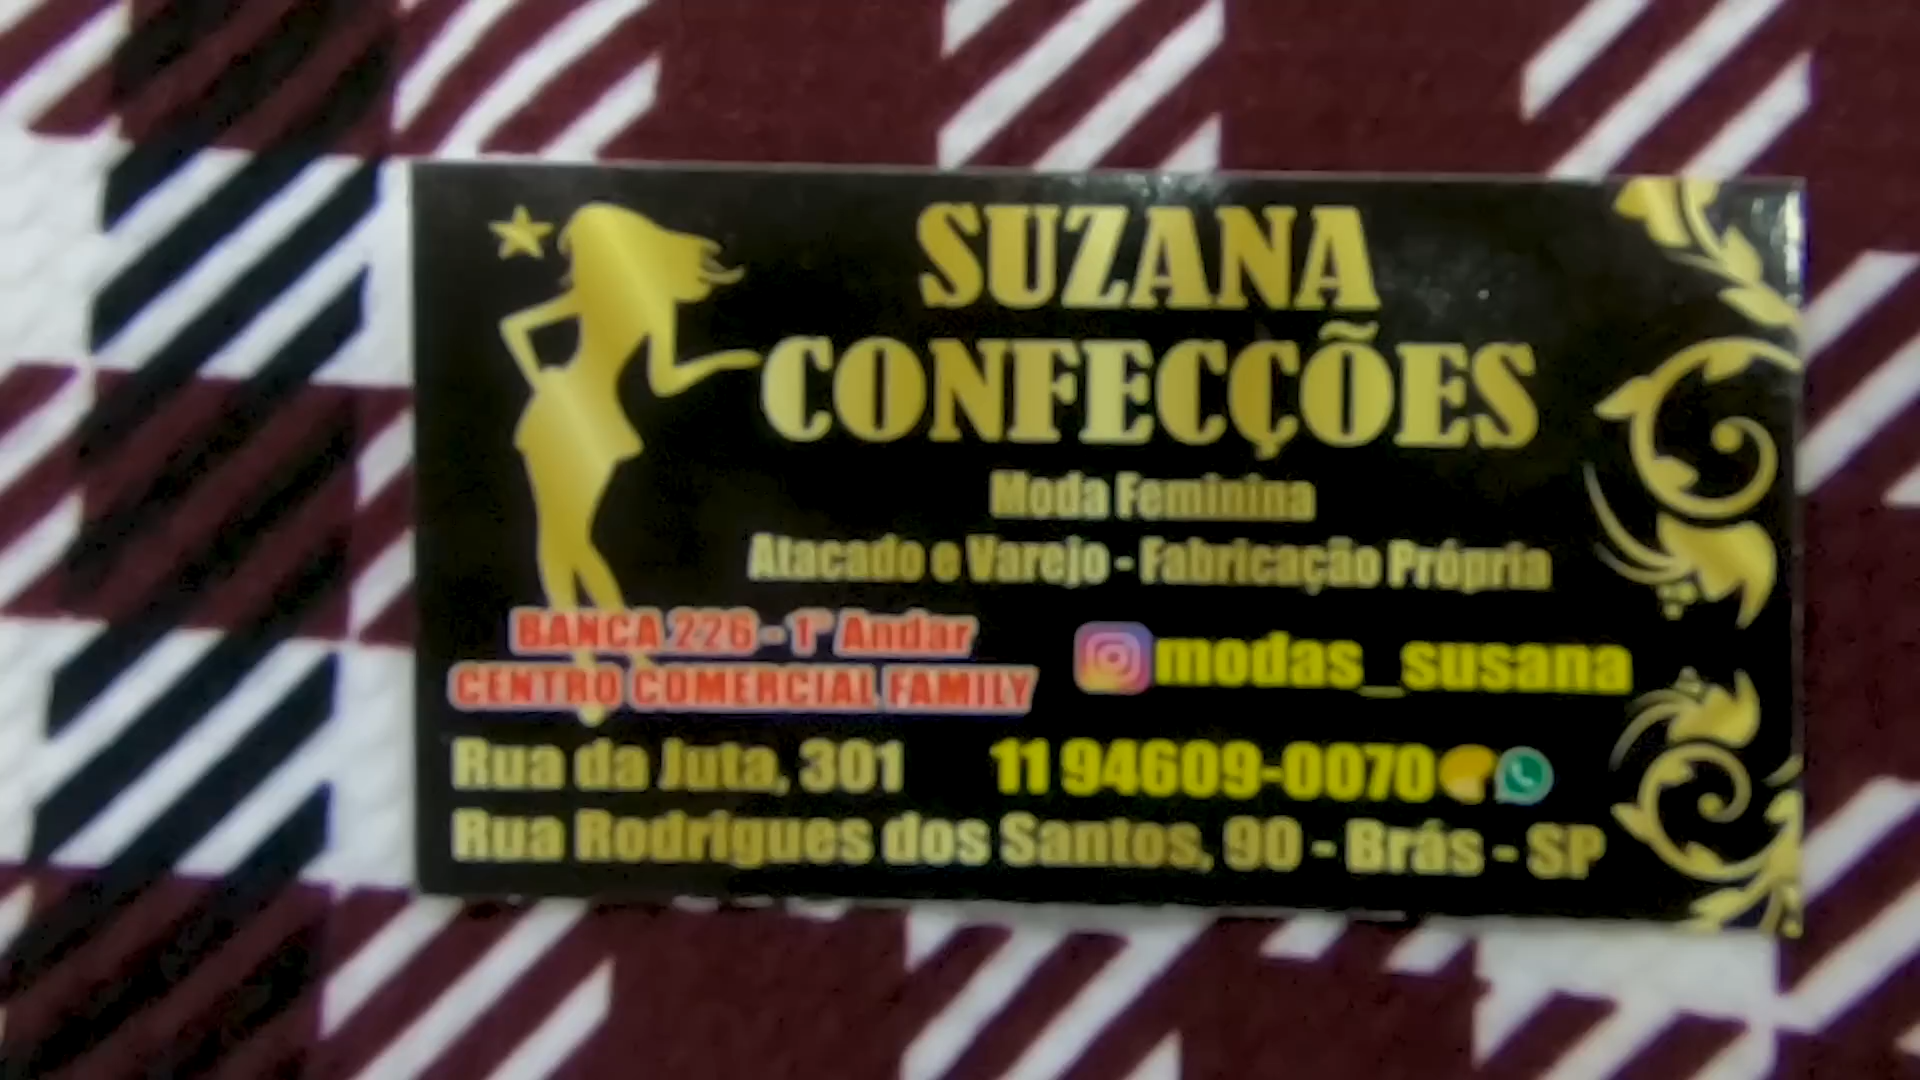 SUZANA
CONFECÇÕES
Moda Feminina
Atacado e Varejo - Fabricação Própria
BANCA 226 - 1º Andar
CENTRO COMERCIAL FAMILY
modas_susana
Rua da Juta, 301
11 94609-0070
Rua Rodrigues dos Santos, 90 - Brás - SP